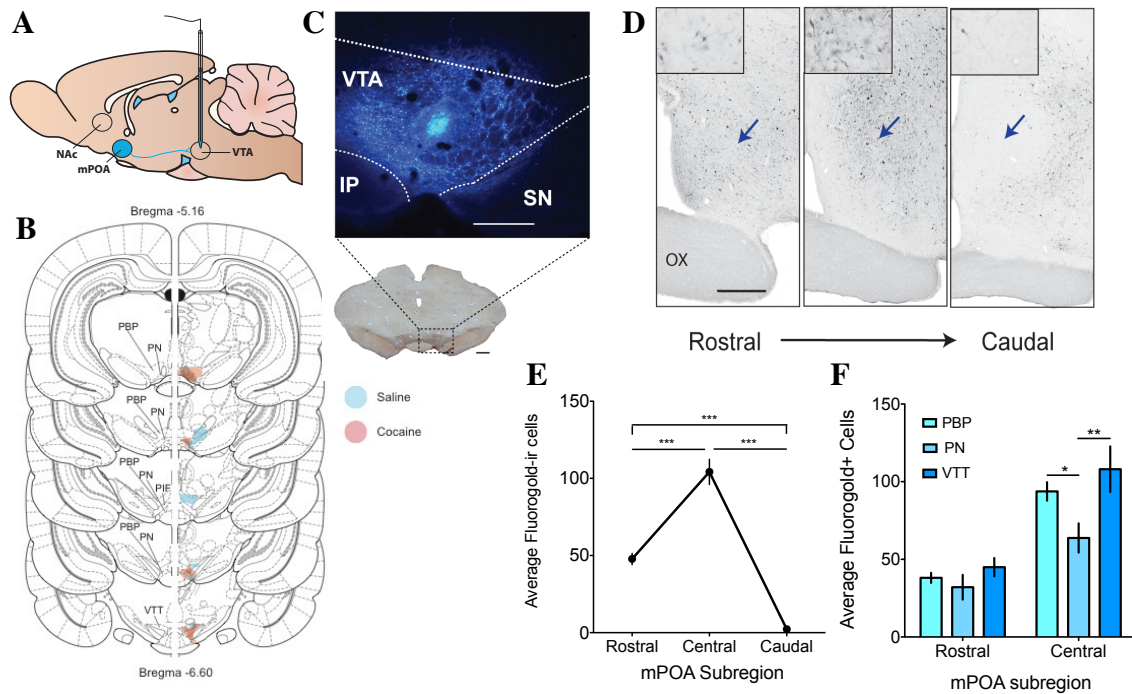 A
NAc
mPOA
VTA
B
Bregma -5.16
PBP
PN
PBP
PN
PBP
PN
PIF
PBP
PN
VTT
Bregma -6.60
C
VTA
IP
SN
Saline
Cocaine
D
OX
Rostral
Caudal
E
Average Fluorogold-ir cells
150
100
50
0
***
***
***
Rostral
Central
Caudal
mPOA Subregion
F
Average Fluorogold+ Cells
150
100
50
0
PBP
PN
VTT
*
**
Rostral
Central
mPOA subregion